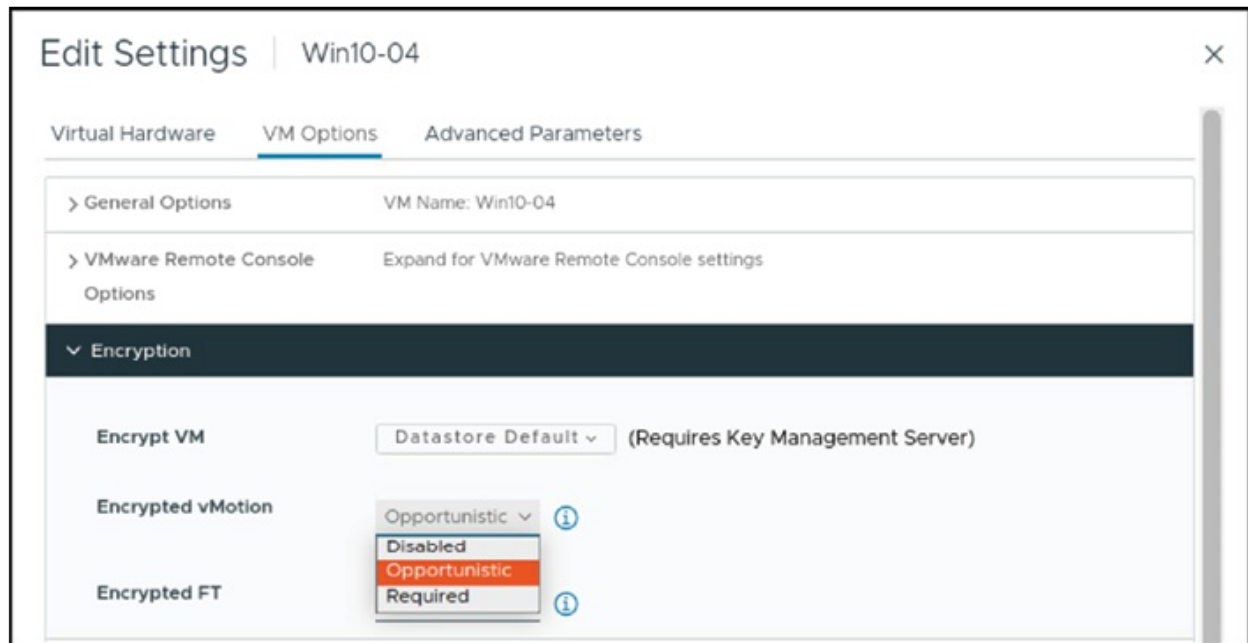 Edit Settings Win10-04
Virtual Hardware VM Options Advanced Parameters
General Options VM Name: Win10-04
VMware Remote Console Expand for VMware Remote Console settings
Options
Encryption
Encrypt VM Datastore Default (Requires Key Management Server)
Encrypted vMotion Opportunistic
Disabled
Opportunistic
Encrypted FT Required